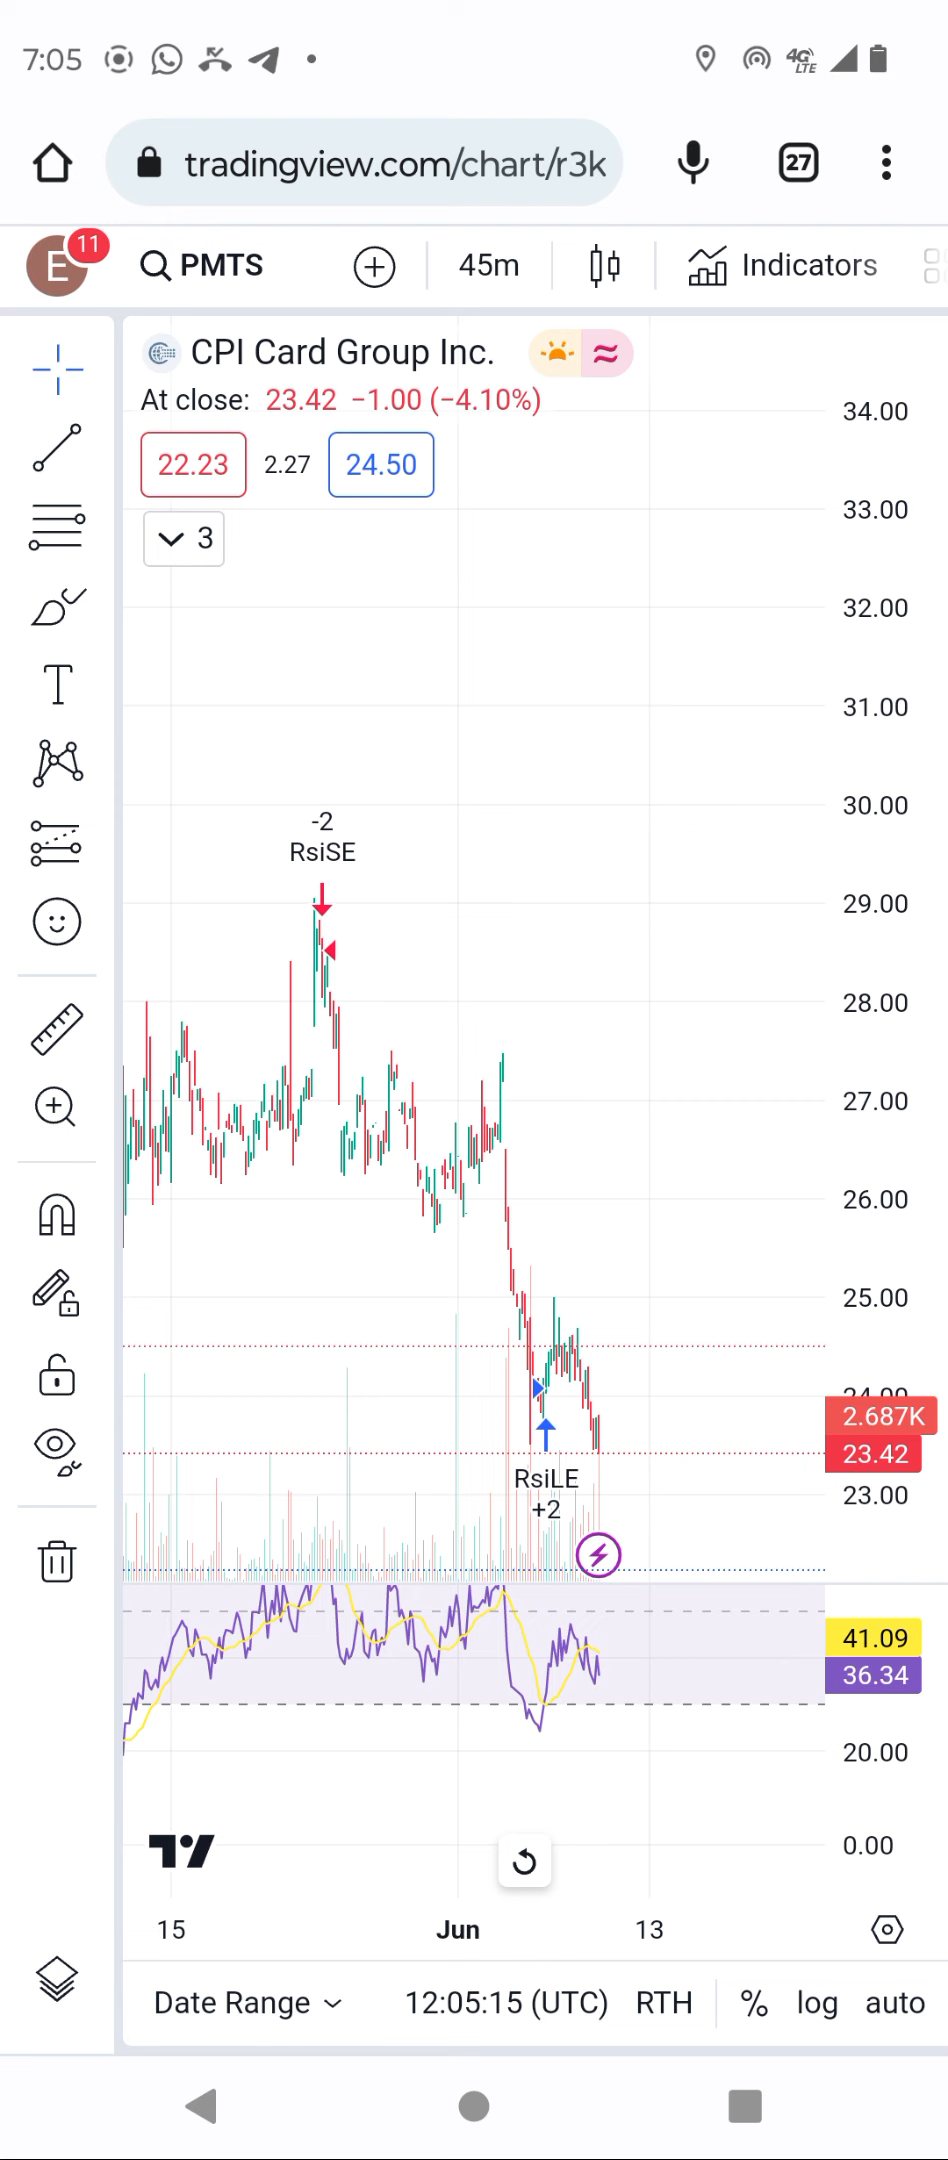 7:05
4G LTE
tradingview.com/chart/r3k
27
E
11
PMTS
45m
Indicators
CPI Card Group Inc.
At close: 23.42 −1.00 (−4.10%)
22.23 2.27 24.50
3
34.00
33.00
32.00
31.00
30.00
29.00
28.00
27.00
26.00
25.00
24.00
2.687K
23.42
23.00
-2
RsiSE
RsiLE
+2
41.09
36.34
20.00
0.00
15 Jun 13
Date Range 12:05:15 (UTC) RTH % log auto